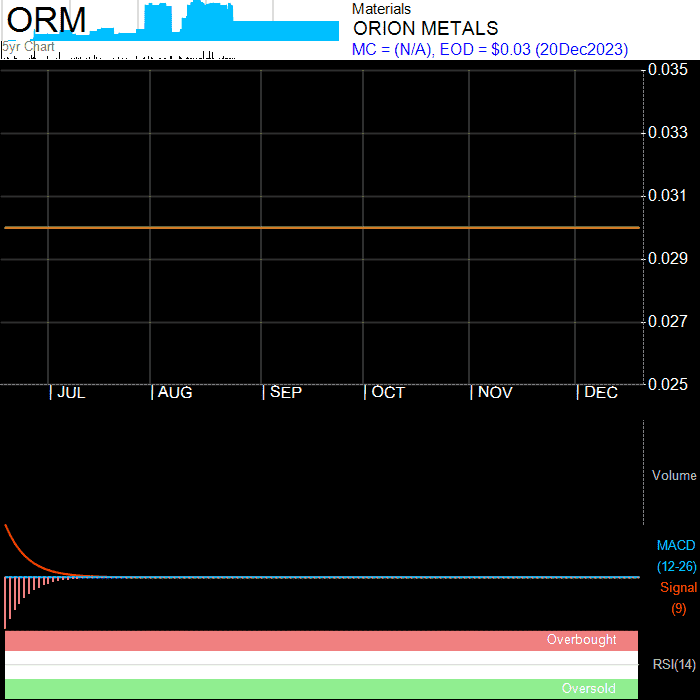 ORM
5yr Chart
Materials
ORION METALS
MC = (N/A), EOD = $0.03 (20Dec2023)
0.035
0.033
0.031
0.029
0.027
0.025
| JUL | AUG | SEP | OCT | NOV | DEC
Volume
MACD
(12-26)
Signal
(9)
Overbought
RSI(14)
Oversold